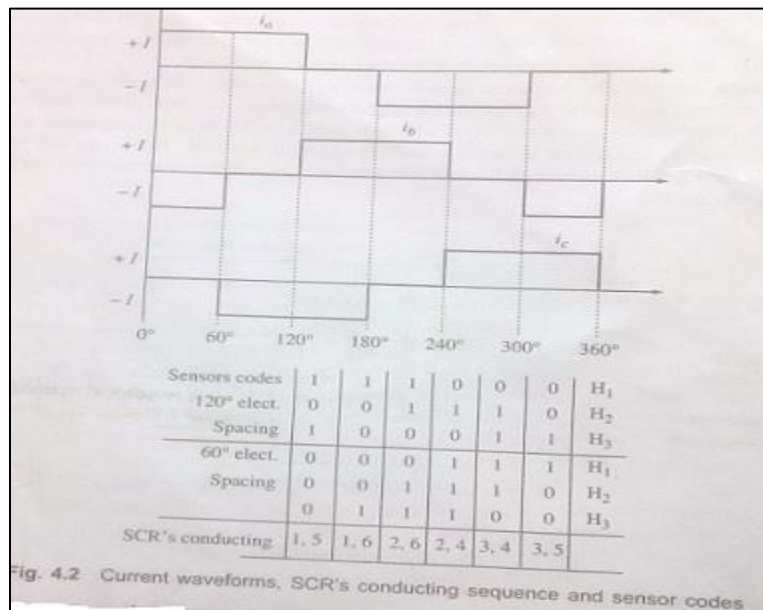 i_a
+ I
− I
i_b
+ I
− I
i_c
+ I
− I
0° 60° 120° 180° 240° 300° 360°
Sensors codes 1 1 1 0 0 0 H₁
120° elect. 0 0 1 1 1 0 H₂
Spacing 1 0 0 0 1 1 H₃
60° elect. 0 0 0 1 1 1 H₁
Spacing 0 0 1 1 1 0 H₂
0 1 1 1 0 0 H₃
SCR's conducting 1, 5 1, 6 2, 6 2, 4 3, 4 3, 5
Fig. 4.2 Current waveforms, SCR's conducting sequence and sensor codes